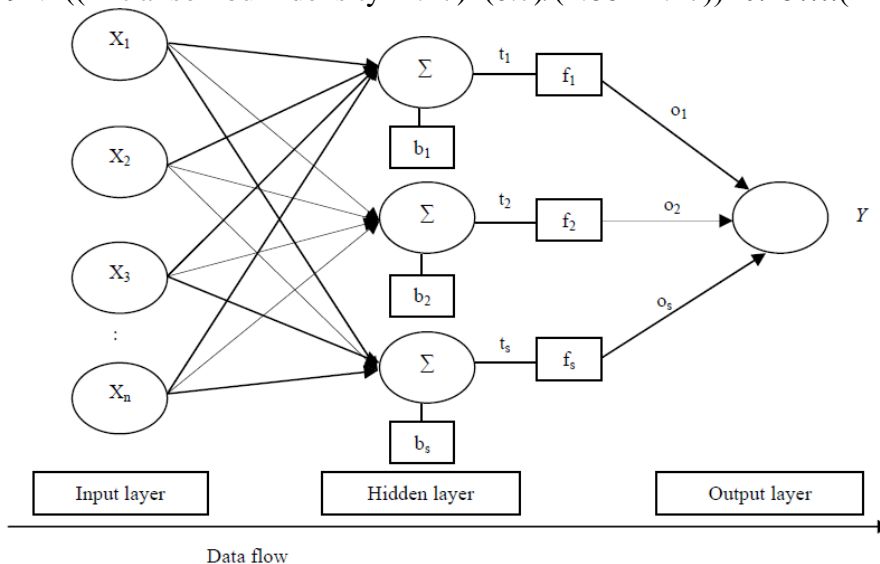 X1
X2
X3
:
Xn
Σ
b1
Σ
b2
Σ
bs
t1
f1
t2
f2
ts
fs
o1
o2
os
Y
Input layer
Hidden layer
Output layer
Data flow